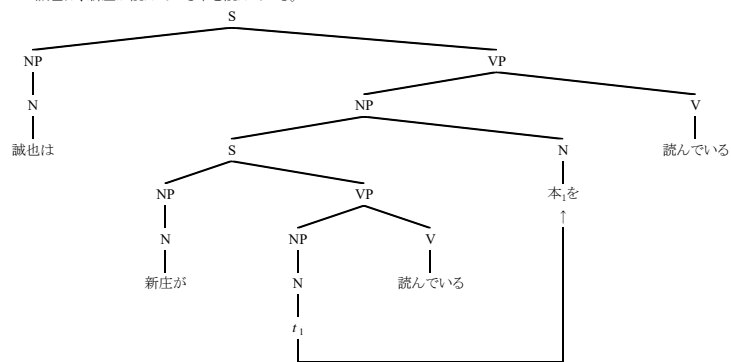 S
NP VP
N NP V
誠也は S N 読んでいる
NP VP 本₁を
↑
N NP V
新庄が N 読んでいる
t₁